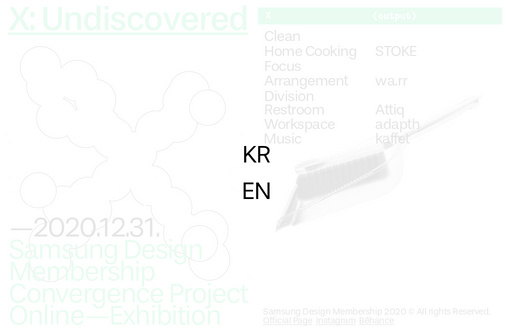 X: Undiscovered
—2020.12.31.
Samsung Design
Membership
Convergence Project
Online—Exhibition
KR
EN
X
Clean
Home Cooking STOKE
Focus
Arrangement wa.rr
Division
Restroom Attiq
Workspace adapth
Music kaffet
Samsung Design Membership 2020 © All rights Reserved.
Official Page Instagram Béhance